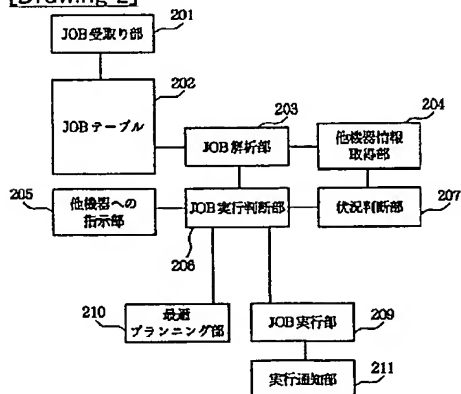 [Drawing 2]
201
JOB受取り部
202
JOBテーブル
203
JOB解析部
204
他機器情報
取得部
205
他機器への
指示部
JOB実行判断部
208
状況判断部
207
210
最適
プランニング部
JOB実行部
209
実行通知部
211